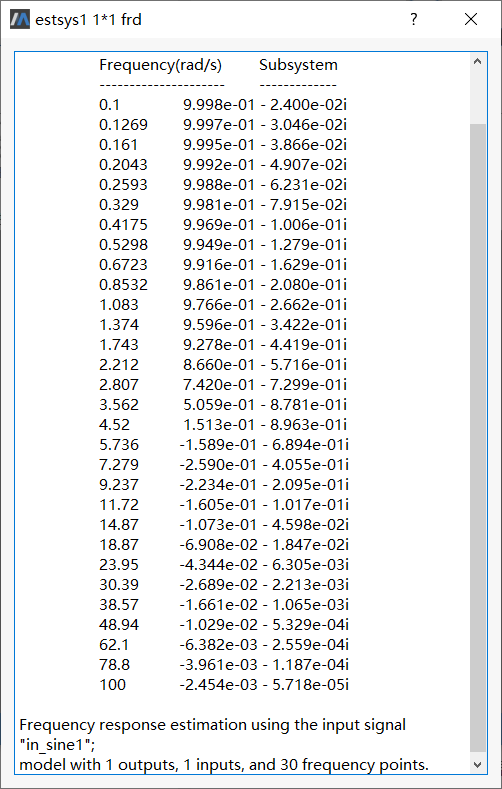 estsys1 1*1 frd
Frequency(rad/s) Subsystem
--------------------- -------------
0.1 9.998e-01 - 2.400e-02i
0.1269 9.997e-01 - 3.046e-02i
0.161 9.995e-01 - 3.866e-02i
0.2043 9.992e-01 - 4.907e-02i
0.2593 9.988e-01 - 6.231e-02i
0.329 9.981e-01 - 7.915e-02i
0.4175 9.969e-01 - 1.006e-01i
0.5298 9.949e-01 - 1.279e-01i
0.6723 9.916e-01 - 1.629e-01i
0.8532 9.861e-01 - 2.080e-01i
1.083 9.766e-01 - 2.662e-01i
1.374 9.596e-01 - 3.422e-01i
1.743 9.278e-01 - 4.419e-01i
2.212 8.660e-01 - 5.716e-01i
2.807 7.420e-01 - 7.299e-01i
3.562 5.059e-01 - 8.781e-01i
4.52 1.513e-01 - 8.963e-01i
5.736 -1.589e-01 - 6.894e-01i
7.279 -2.590e-01 - 4.055e-01i
9.237 -2.234e-01 - 2.095e-01i
11.72 -1.605e-01 - 1.017e-01i
14.87 -1.073e-01 - 4.598e-02i
18.87 -6.908e-02 - 1.847e-02i
23.95 -4.344e-02 - 6.305e-03i
30.39 -2.689e-02 - 2.213e-03i
38.57 -1.661e-02 - 1.065e-03i
48.94 -1.029e-02 - 5.329e-04i
62.1 -6.382e-03 - 2.559e-04i
78.8 -3.961e-03 - 1.187e-04i
100 -2.454e-03 - 5.718e-05i
Frequency response estimation using the input signal
"in_sine1";
model with 1 outputs, 1 inputs, and 30 frequency points.